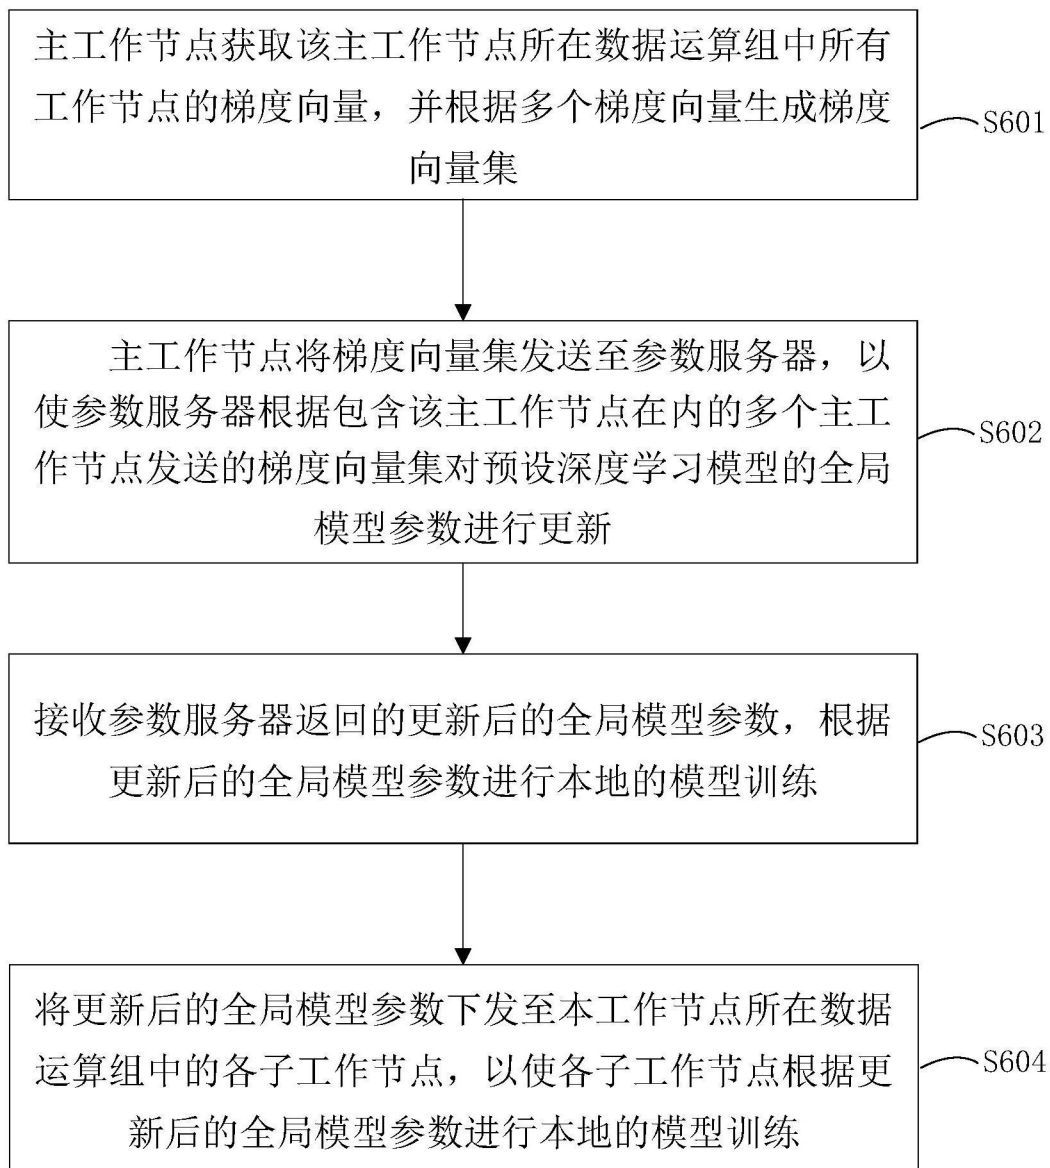 主工作节点获取该主工作节点所在数据运算组中所有
工作节点的梯度向量，并根据多个梯度向量生成梯度
向量集
S601
主工作节点将梯度向量集发送至参数服务器，以
使参数服务器根据包含该主工作节点在内的多个主工
作节点发送的梯度向量集对预设深度学习模型的全局
模型参数进行更新
S602
接收参数服务器返回的更新后的全局模型参数，根据
更新后的全局模型参数进行本地的模型训练
S603
将更新后的全局模型参数下发至本工作节点所在数据
运算组中的各子工作节点，以使各子工作节点根据更
新后的全局模型参数进行本地的模型训练
S604